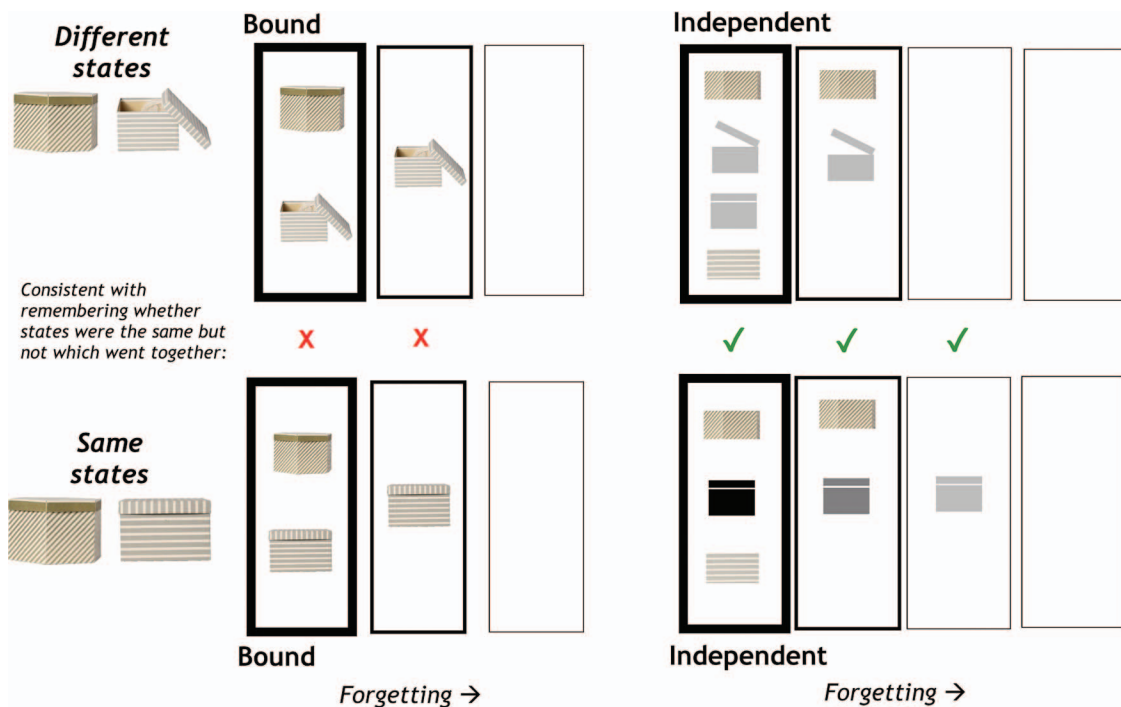 Different
states
Bound
Independent
Consistent with
remembering whether
states were the same but
not which went together:
X X ✓ ✓ ✓
Same
states
Bound
Independent
Forgetting →
Forgetting →